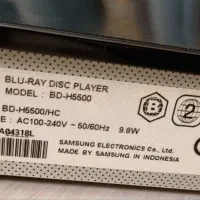 BLU-RAY DISC PLAYER
MODEL : BD-H5500
BD-H5500/HC
E : AC100-240V ~ 50/60Hz 9.8W
A04318L
SAMSUNG ELECTRONICS Co., Ltd.
MADE BY SAMSUNG IN INDONESIA
B
2